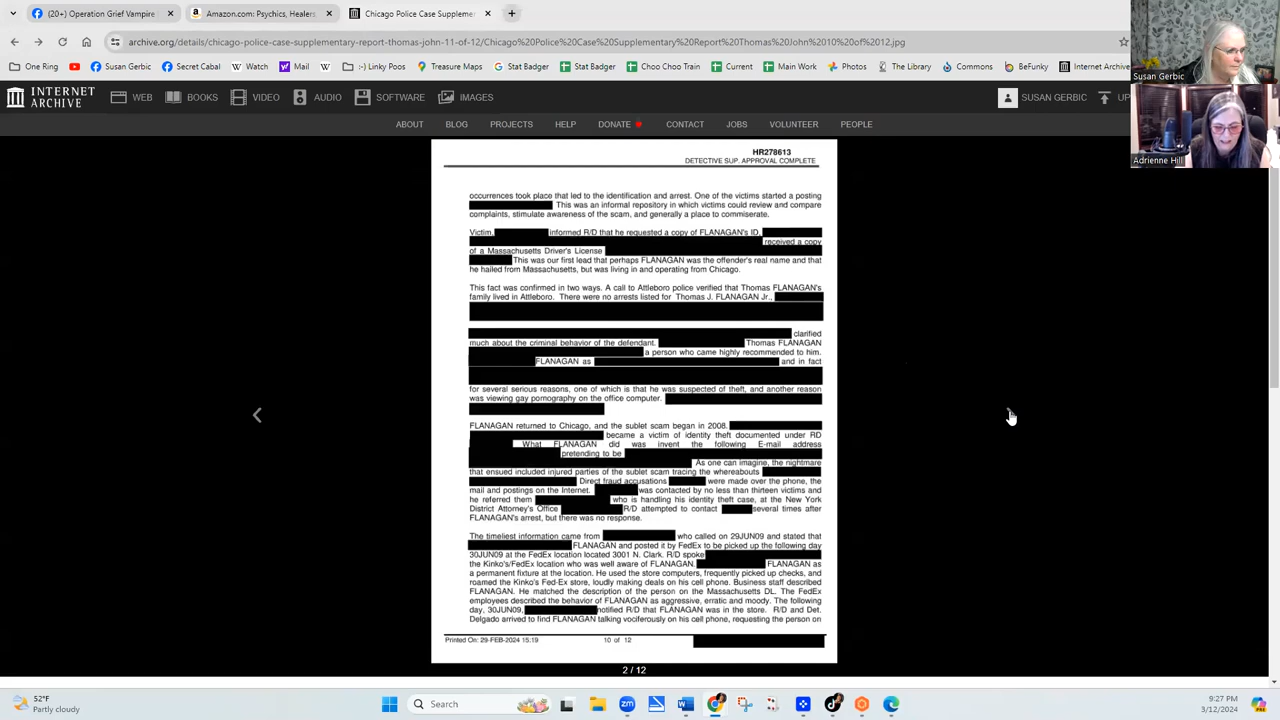 (20) Operation Grief Vampire
Amazon.com: Psychics, Healers
Chicago Police Case Supplem
archive.org/details/chicago-police-case-supplementary-report-thomas-john-11-of-12/Chicago%20Police%20Case%20Supplementary%20Report%20Thomas%20John%2010%20of%2012.jpg
One Ring
Susan Gerbic
Secret Cabal
Watch
Mail
Linky Poos
Treasure Maps
Stat Badger
Choo Choo Train
Stat Badger
Contact
Photos
The Library
Commons
BeFunky
Internet Archive
INTERNET ARCHIVE
WEB
BOOKS
VIDEO
AUDIO
SOFTWARE
IMAGES
SUSAN GERBIC
UP
ABOUT
BLOG
PROJECTS
HELP
DONATE
CONTACT
JOBS
VOLUNTEER
PEOPLE
Susan Gerbic
Adrienne Hill
HR278613
DETECTIVE SUP. APPROVAL COMPLETE
occurrences took place that led to the identification and arrest. One of the victims started a posting
This was an informal repository in which victims could review and compare
complaints, stimulate awareness of the scam, and generally a place to commiserate.
Victim, informed R/D that he requested a copy of FLANAGAN's ID,
received a copy
of a Massachusetts Driver's License
This was our first lead that perhaps FLANAGAN was the offender's real name and that
he hailed from Massachusetts, but was living in and operating from Chicago.
This fact was confirmed in two ways. A call to Attleboro police verified that Thomas FLANAGAN's
family lived in Attleboro. There were no arrests listed for Thomas J. FLANAGAN Jr.,
clarified
much about the criminal behavior of the defendant. Thomas FLANAGAN
a person who came highly recommended to him.
FLANAGAN as and in fact
for several serious reasons, one of which is that he was suspected of theft, and another reason
was viewing gay pornography on the office computer.
FLANAGAN returned to Chicago, and the sublet scam began in 2008.
became a victim of identity theft documented under RD
What FLANAGAN did was invent the following E-mail address
pretending to be
As one can imagine, the nightmare
that ensued included injured parties of the sublet scam tracing the whereabouts
Direct fraud accusations were made over the phone, the
mail and postings on the Internet. was contacted by no less than thirteen victims and
he referred them who is handling his identity theft case, at the New York
District Attorney's Office R/D attempted to contact several times after
FLANAGAN's arrest, but there was no response.
The timeliest information came from who called on 29JUN09 and stated that
FLANAGAN and posted it by FedEx to be picked up the following day
30JUN09 at the FedEx location located 3001 N. Clark. R/D spoke
the Kinko's/FedEx location who was well aware of FLANAGAN. FLANAGAN as
a permanent fixture at the location. He used the store computers, frequently picked up checks, and
roamed the Kinko's Fed-Ex store, loudly making deals on his cell phone. Business staff described
FLANAGAN. He matched the description of the person on the Massachusetts DL. The FedEx
employees described the behavior of FLANAGAN as aggressive, erratic and moody. The following
day, 30JUN09, notified R/D that FLANAGAN was in the store. R/D and Det.
Delgado arrived to find FLANAGAN talking vociferously on his cell phone, requesting the person on
Printed On: 29-FEB-2024 15:19
10 of 12
2 / 12
52°F
Partly cloudy
Search
9:27 PM
3/12/2024